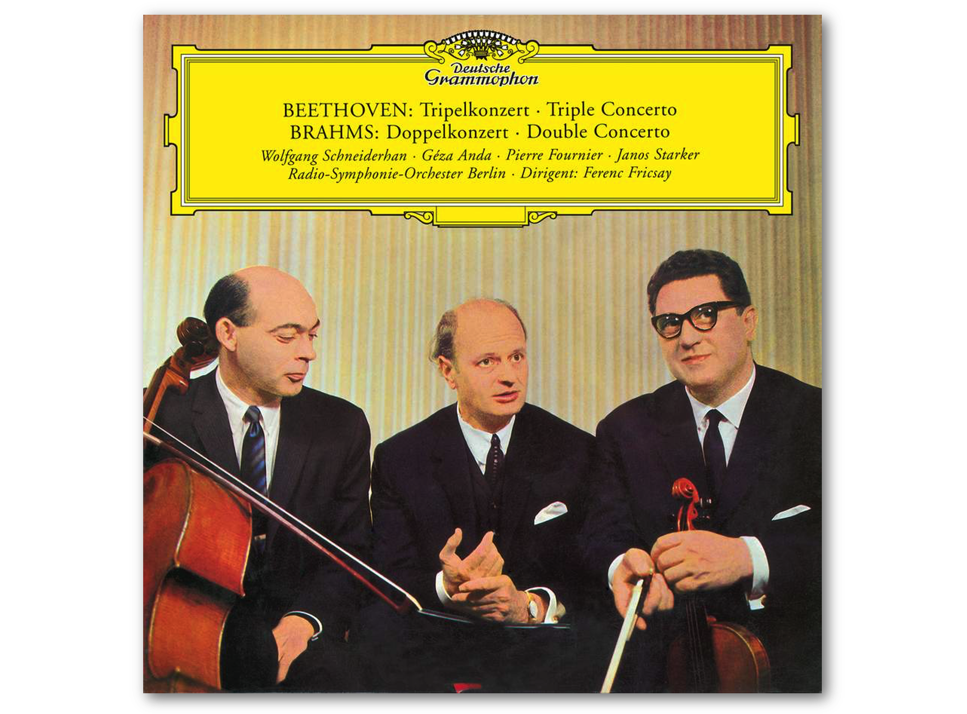 Deutsche
Grammophon
BEETHOVEN: Tripelkonzert · Triple Concerto
BRAHMS: Doppelkonzert · Double Concerto
Wolfgang Schneiderhan · Géza Anda · Pierre Fournier · Janos Starker
Radio-Symphonie-Orchester Berlin · Dirigent: Ferenc Fricsay